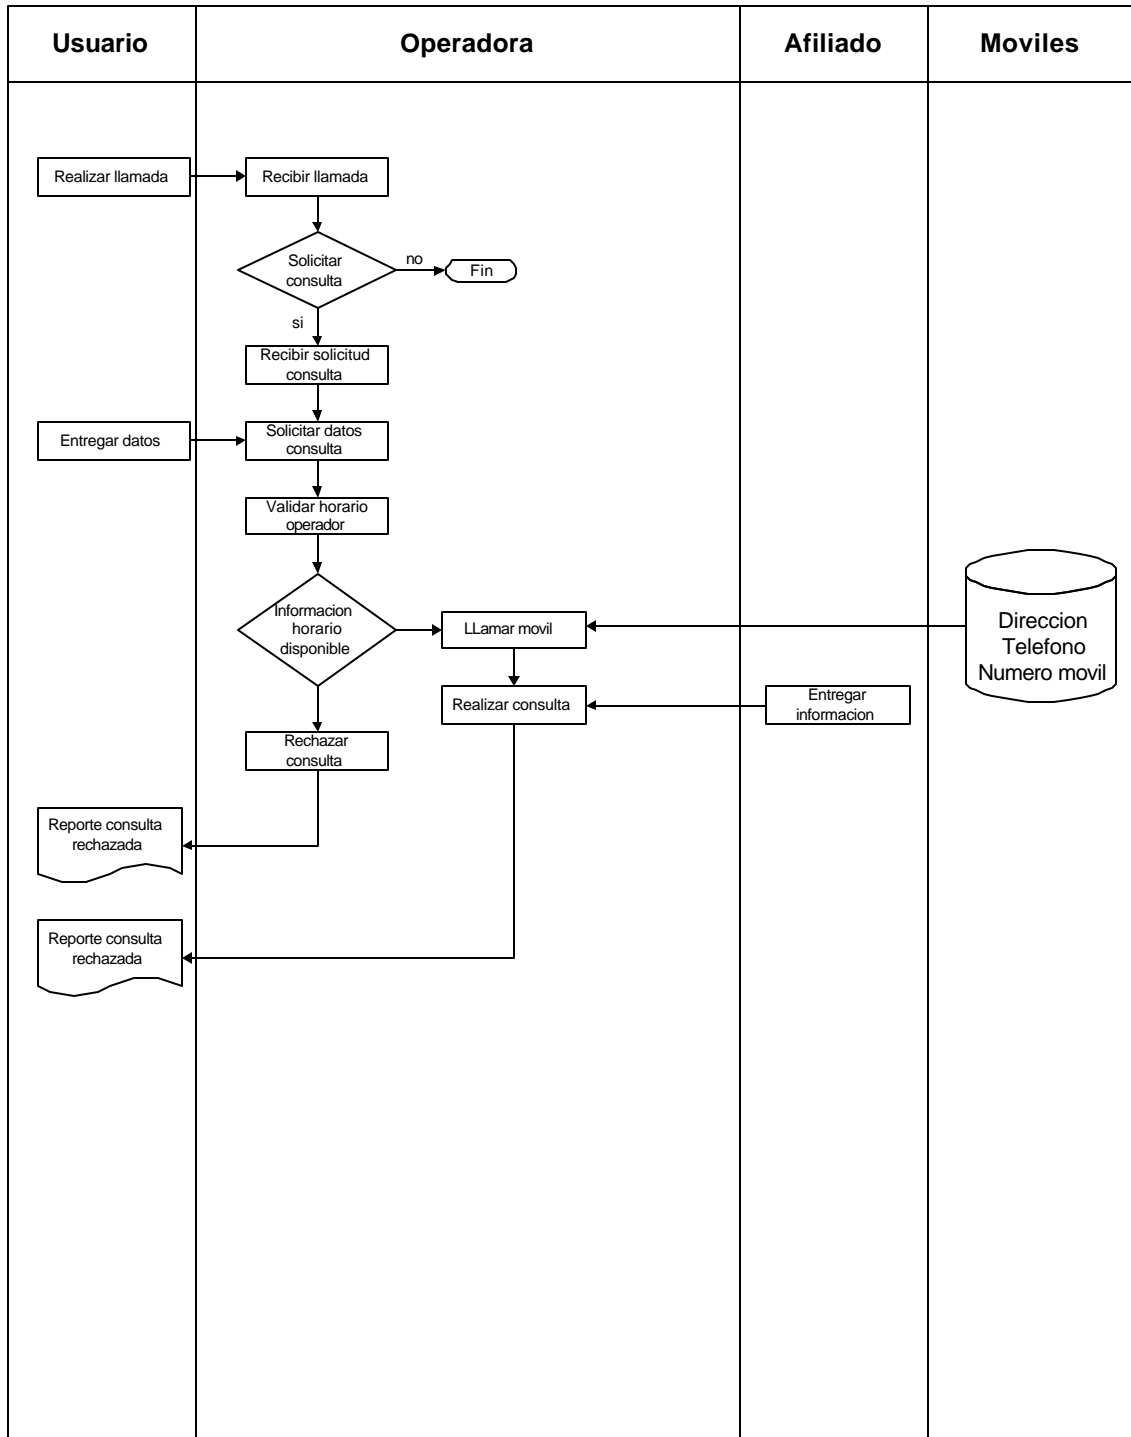 Usuario
Operadora
Afiliado
Moviles
Realizar llamada
Recibir llamada
Solicitar
consulta
no
Fin
si
Recibir solicitud
consulta
Entregar datos
Solicitar datos
consulta
Validar horario
operador
Informacion
horario
disponible
LLamar movil
Direccion
Telefono
Numero movil
Realizar consulta
Entregar
informacion
Rechazar
consulta
Reporte consulta
rechazada
Reporte consulta
rechazada